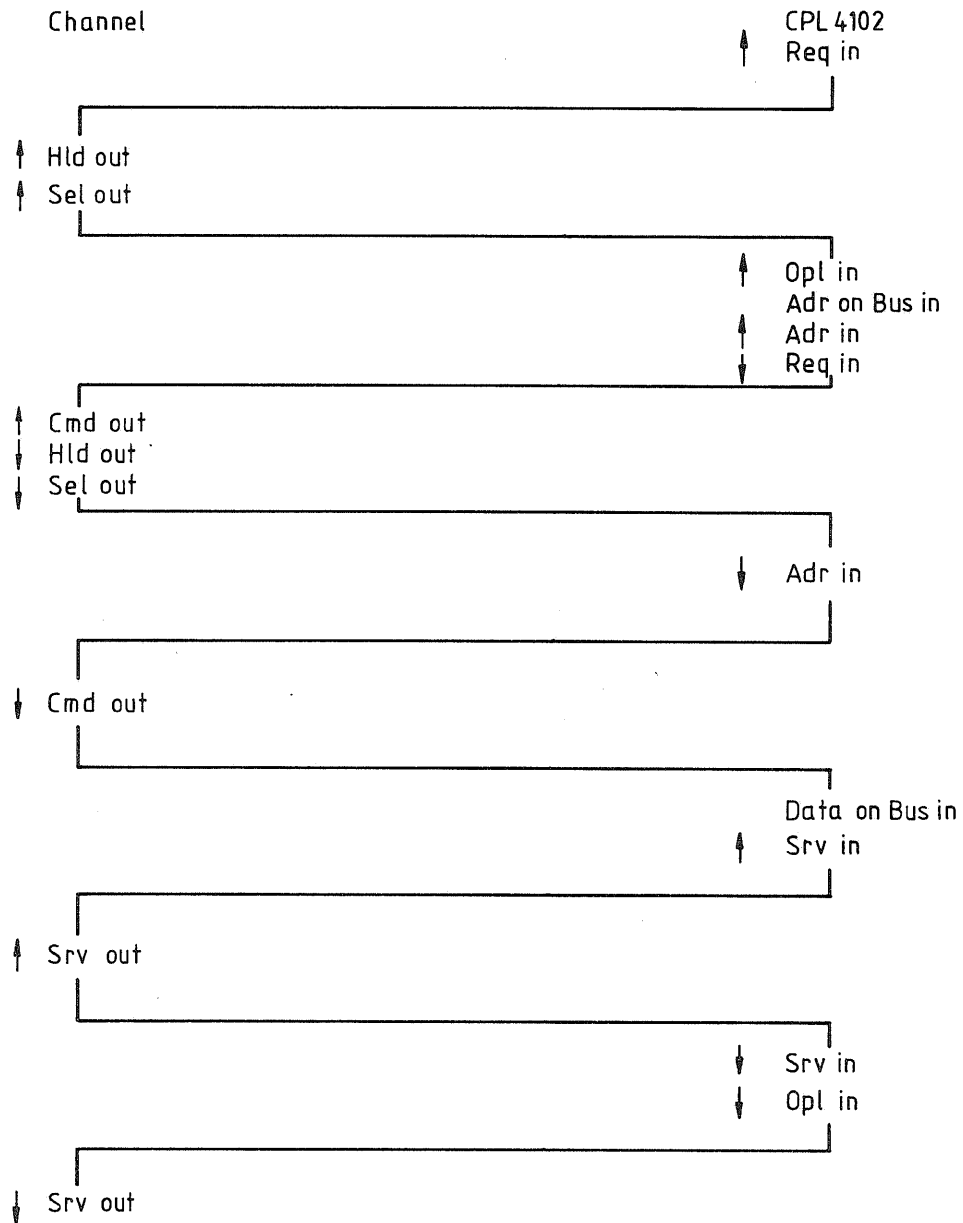 Channel
CPL 4102
↑ Req in
↑ Hld out
↑ Sel out
↑ Opl in
Adr on Bus in
↑ Adr in
↓ Req in
↑ Cmd out
↓ Hld out
↓ Sel out
↓ Adr in
↓ Cmd out
Data on Bus in
↑ Srv in
↑ Srv out
↓ Srv in
↓ Opl in
↓ Srv out